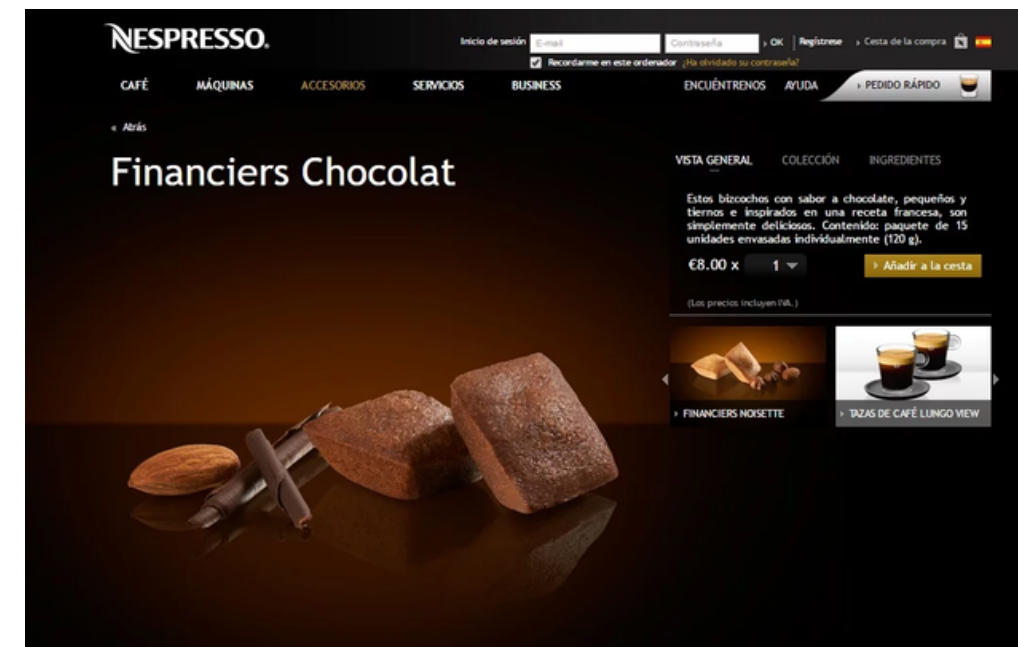 NESPRESSO.
Inicio de sesión E-mail Contraseña › OK | Regístrese › Cesta de la compra
Recordarme en este ordenador ¿Ha olvidado su contraseña?
CAFÉ MÁQUINAS ACCESORIOS SERVICIOS BUSINESS ENCUÉNTRENOS AYUDA › PEDIDO RÁPIDO
« Atrás
Financiers Chocolat
VISTA GENERAL COLECCIÓN INGREDIENTES
Estos bizcochos con sabor a chocolate, pequeños y
tiernos e inspirados en una receta francesa, son
simplemente deliciosos. Contenido: paquete de 15
unidades envasadas individualmente (120 g).
€8.00 x 1 › Añadir a la cesta
(Los precios incluyen IVA.)
› FINANCIERS NOISETTE › TAZAS DE CAFÉ LUNGO VIEW